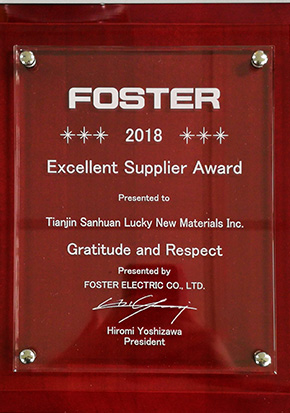 FOSTER
2018
Excellent Supplier Award
Presented to
Tianjin Sanhuan Lucky New Materials Inc.
Gratitude and Respect
Presented by
FOSTER ELECTRIC CO., LTD.
Hiromi Yoshizawa
President